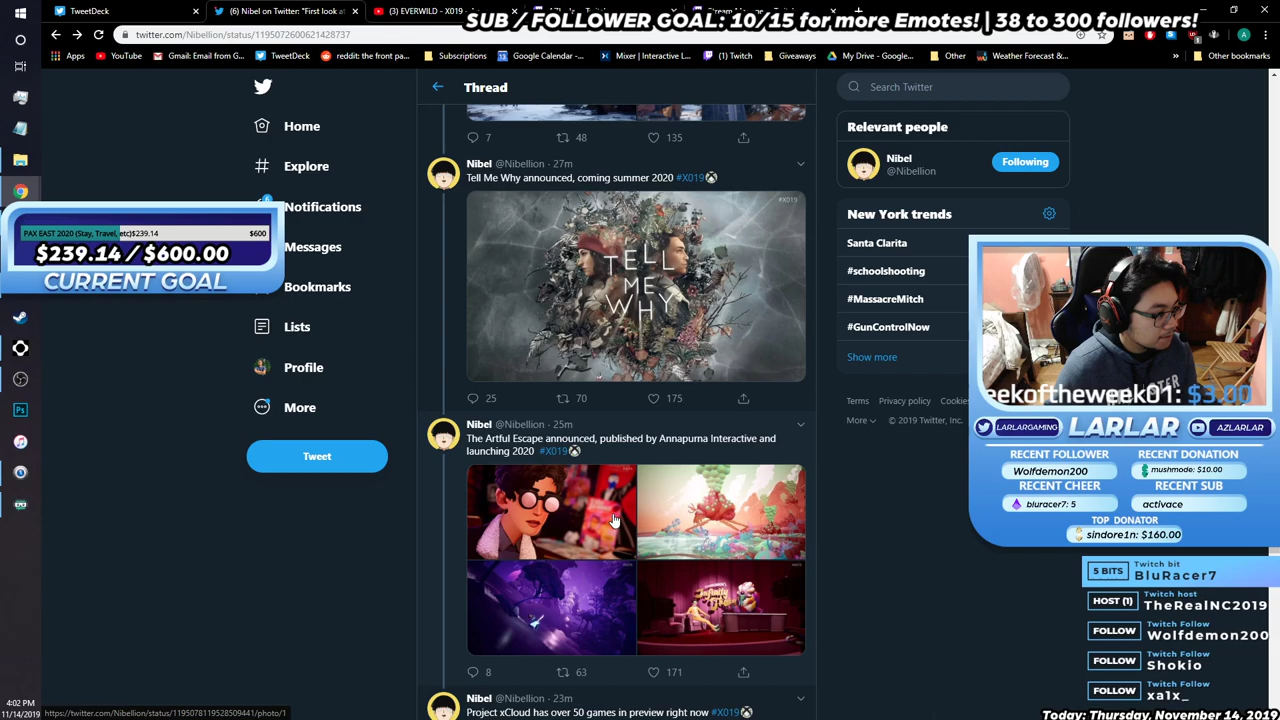 SUB / FOLLOWER GOAL: 10/15 for more Emotes! | 38 to 300 followers!
TweetDeck
(6) Nibel on Twitter: "First look at
(3) EVERWILD - X019
twitter.com/Nibellion/status/1195072600621428737
Apps
YouTube
Gmail: Email from G...
TweetDeck
reddit: the front pa...
Subscriptions
Google Calendar -...
Mixer | Interactive L...
(1) Twitch
Giveaways
My Drive - Google...
Other
Weather Forecast &...
Other bookmarks
Home
Explore
Notifications
Messages
Bookmarks
Lists
Profile
More
Tweet
PAX EAST 2020 (Stay, Travel, etc)$239.14
$600
$239.14/$600.00
CURRENT GOAL
Thread
7
48
135
Nibel @Nibellion · 27m
Tell Me Why announced, coming summer 2020 #X019
#X019
TELL
ME
WHY
25
70
175
Nibel @Nibellion · 25m
The Artful Escape announced, published by Annapurna Interactive and
launching 2020 #X019
8
63
171
Nibel @Nibellion · 23m
Project xCloud has over 50 games in preview right now #X019
Search Twitter
Relevant people
Nibel
@Nibellion
Following
New York trends
Santa Clarita
#schoolshooting
#MassacreMitch
#GunControlNow
Show more
Terms Privacy policy Cookies
More © 2019 Twitter, Inc.
eekoftheweek01: $3.00
LARLARGAMING
LARLAR
AZLARLAR
RECENT FOLLOWER
Wolfdemon200
RECENT DONATION
mushmode: $10.00
RECENT CHEER
bluracer7: 5
RECENT SUB
activace
TOP DONATOR
sindore1n: $160.00
5 BITS
Twitch bit
BluRacer7
HOST (1)
Twitch host
TheRealNC2019
FOLLOW
Twitch Follow
Wolfdemon200
FOLLOW
Twitch Follow
Shokio
FOLLOW
Twitch Follow
xa1x_
4:02 PM
11/14/2019
https://twitter.com/Nibellion/status/1195078119528509441/photo/1
Today: Thursday, November 14, 2019